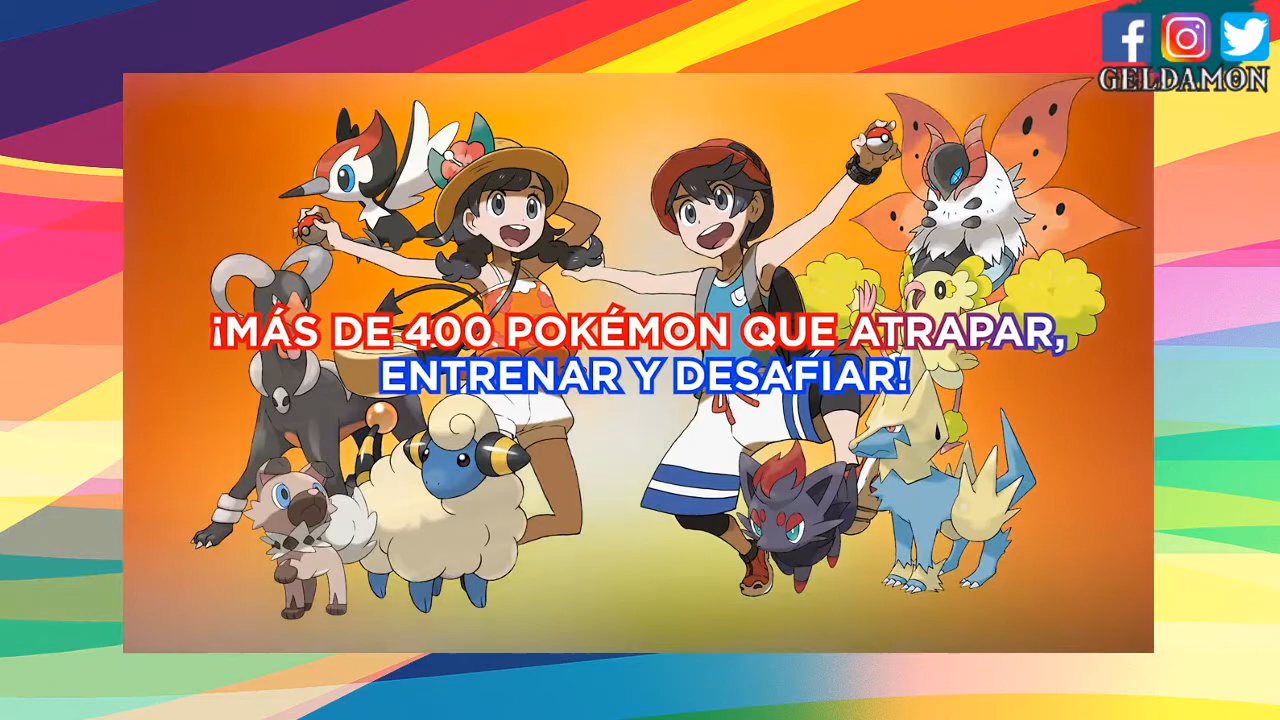 GELDAMON
¡MÁS DE 400 POKÉMON QUE ATRAPAR,
ENTRENAR Y DESAFIAR!